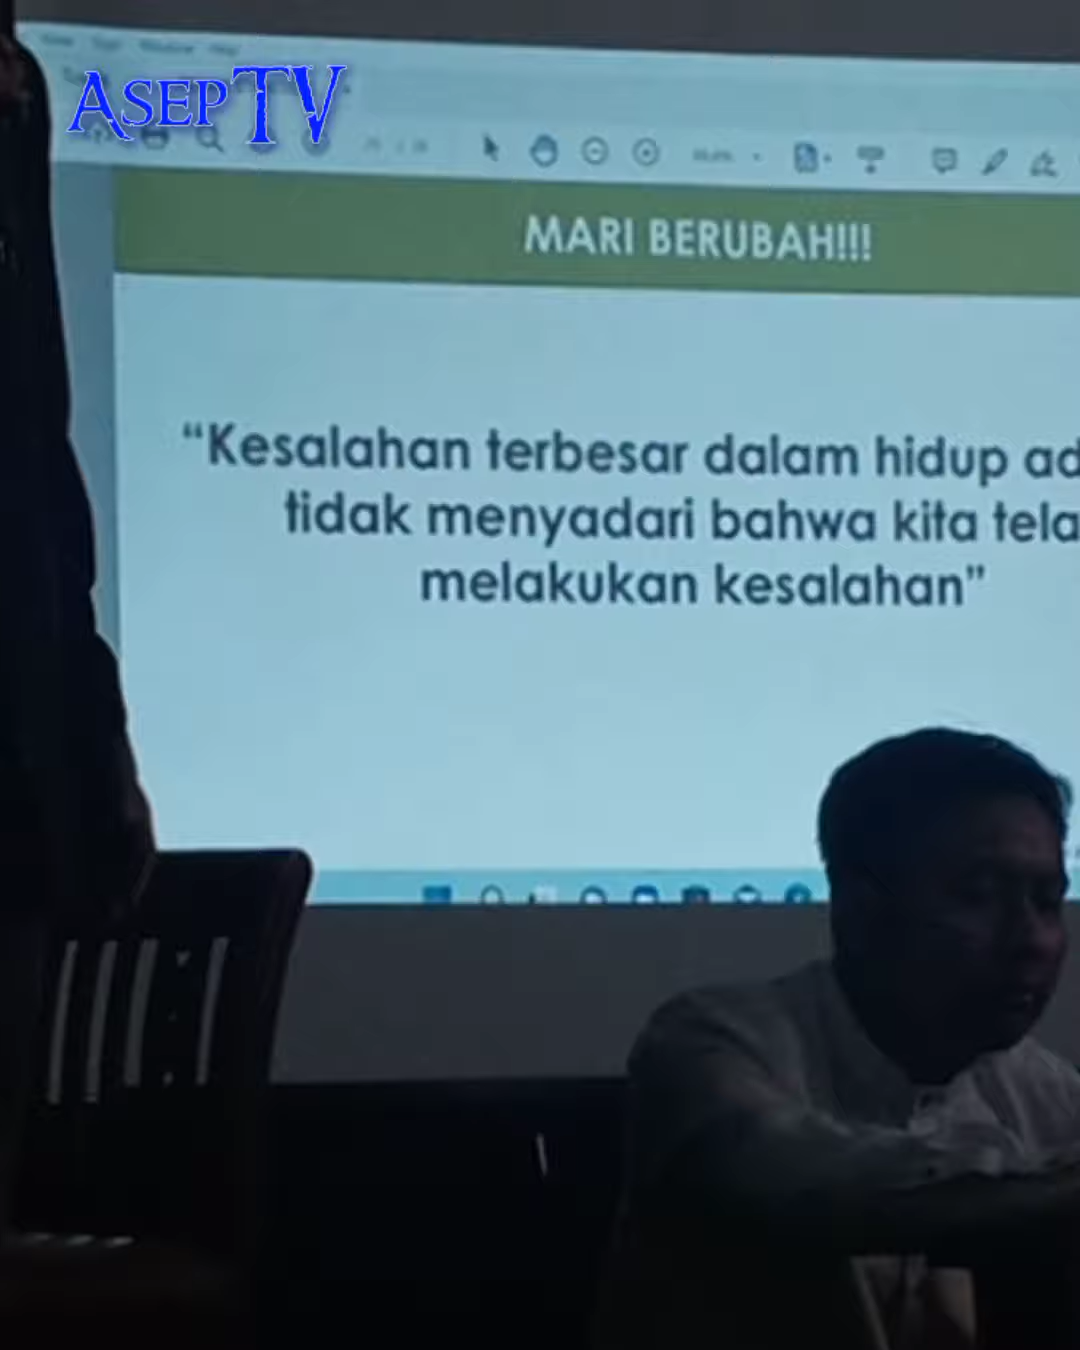 AsepTV
MARI BERUBAH!!!
“Kesalahan terbesar dalam hidup ad
tidak menyadari bahwa kita tela
melakukan kesalahan”